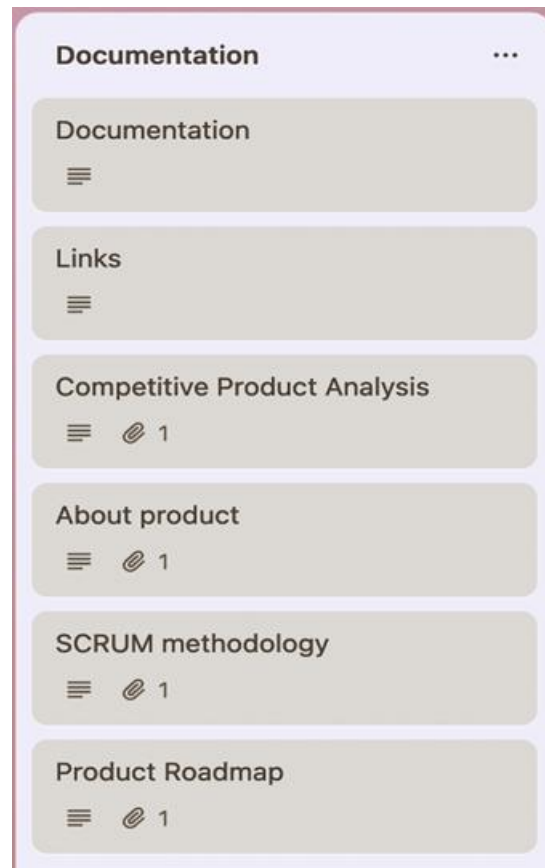 Documentation
Documentation
Links
Competitive Product Analysis
1
About product
1
SCRUM methodology
1
Product Roadmap
1